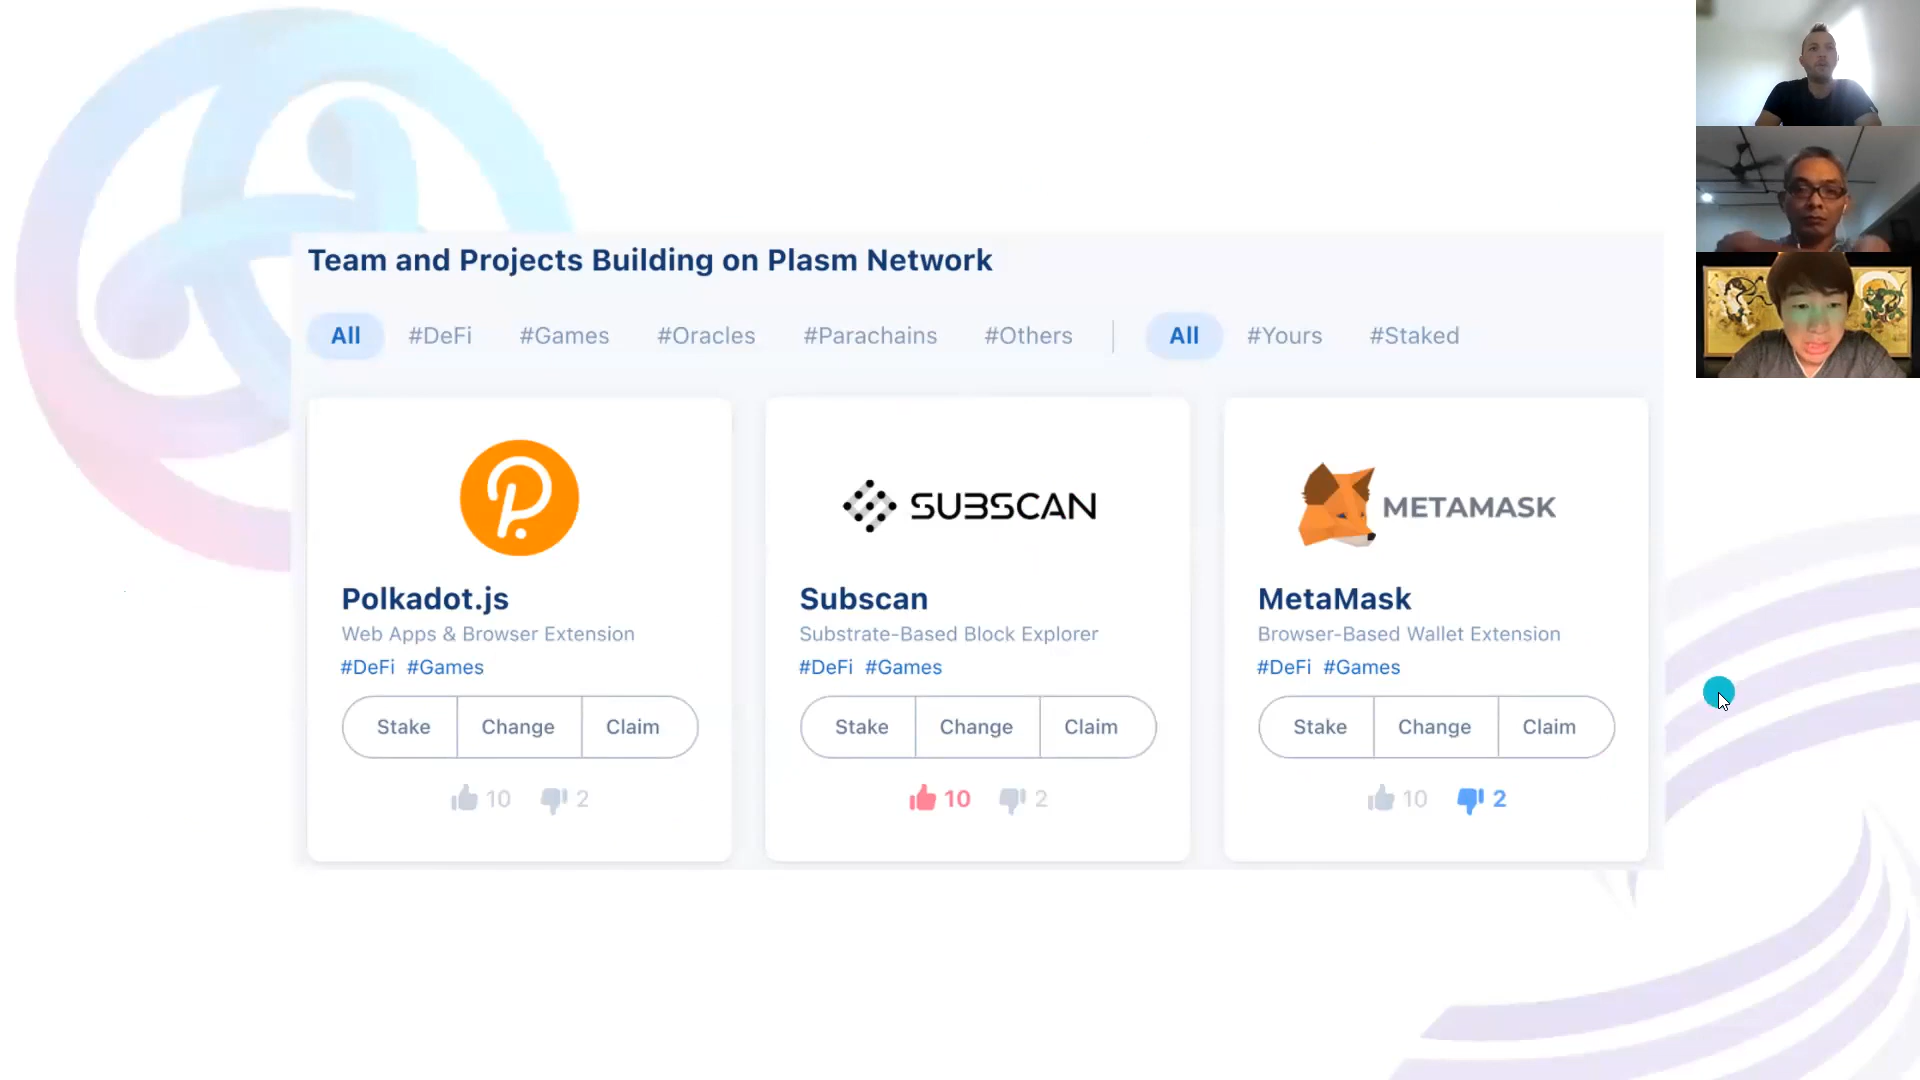 Team and Projects Building on Plasm Network
All #DeFi #Games #Oracles #Parachains #Others All #Yours #Staked
SUBSCAN
METAMASK
Polkadot.js
Web Apps & Browser Extension
#DeFi #Games
Stake Change Claim
10 2
Subscan
Substrate-Based Block Explorer
#DeFi #Games
Stake Change Claim
10 2
MetaMask
Browser-Based Wallet Extension
#DeFi #Games
Stake Change Claim
10 2